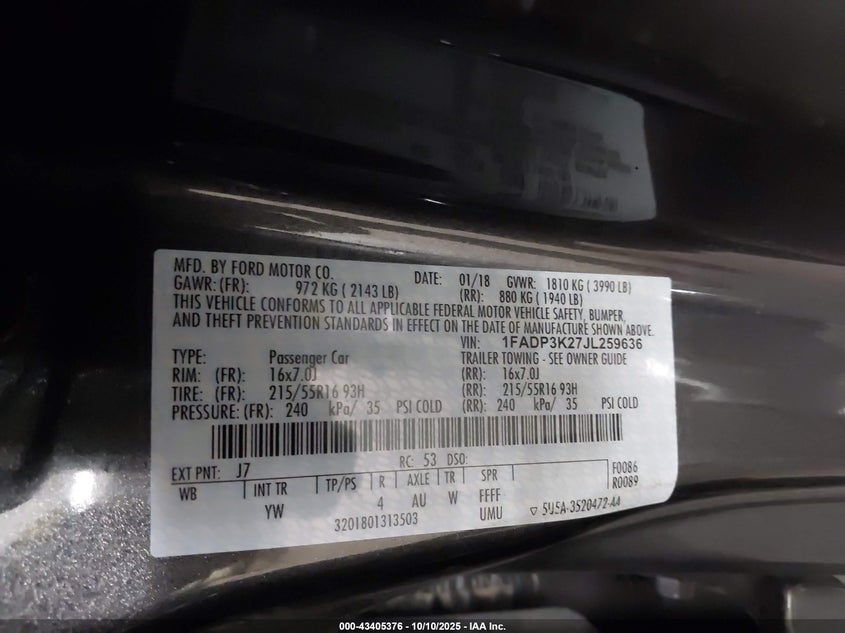 MFD. BY FORD MOTOR CO.
DATE: 01/18 GVWR: 1810 KG ( 3990 LB)
GAWR: (FR): 972 KG ( 2143 LB) (RR): 880 KG ( 1940 LB)
THIS VEHICLE CONFORMS TO ALL APPLICABLE FEDERAL MOTOR VEHICLE SAFETY, BUMPER,
AND THEFT PREVENTION STANDARDS IN EFFECT ON THE DATE OF MANUFACTURE SHOWN ABOVE.
VIN: 1FADP3K27JL259636
TYPE: Passenger Car TRAILER TOWING - SEE OWNER GUIDE
RIM: (FR): 16x7.0J (RR): 16x7.0J
TIRE: (FR): 215/55R16 93H (RR): 215/55R16 93H
PRESSURE: (FR): 240 kPa/ 35 PSI COLD (RR): 240 kPa/ 35 PSI COLD
EXT PNT: J7 RC: 53 DSO: F0086
R0089
WB INT TR TP/PS R AXLE TR SPR
YW 4 AU W FFFF
UMU
3201801313503
5U5A-3520472-AA
000-43405376 - 10/10/2025 - IAA Inc.